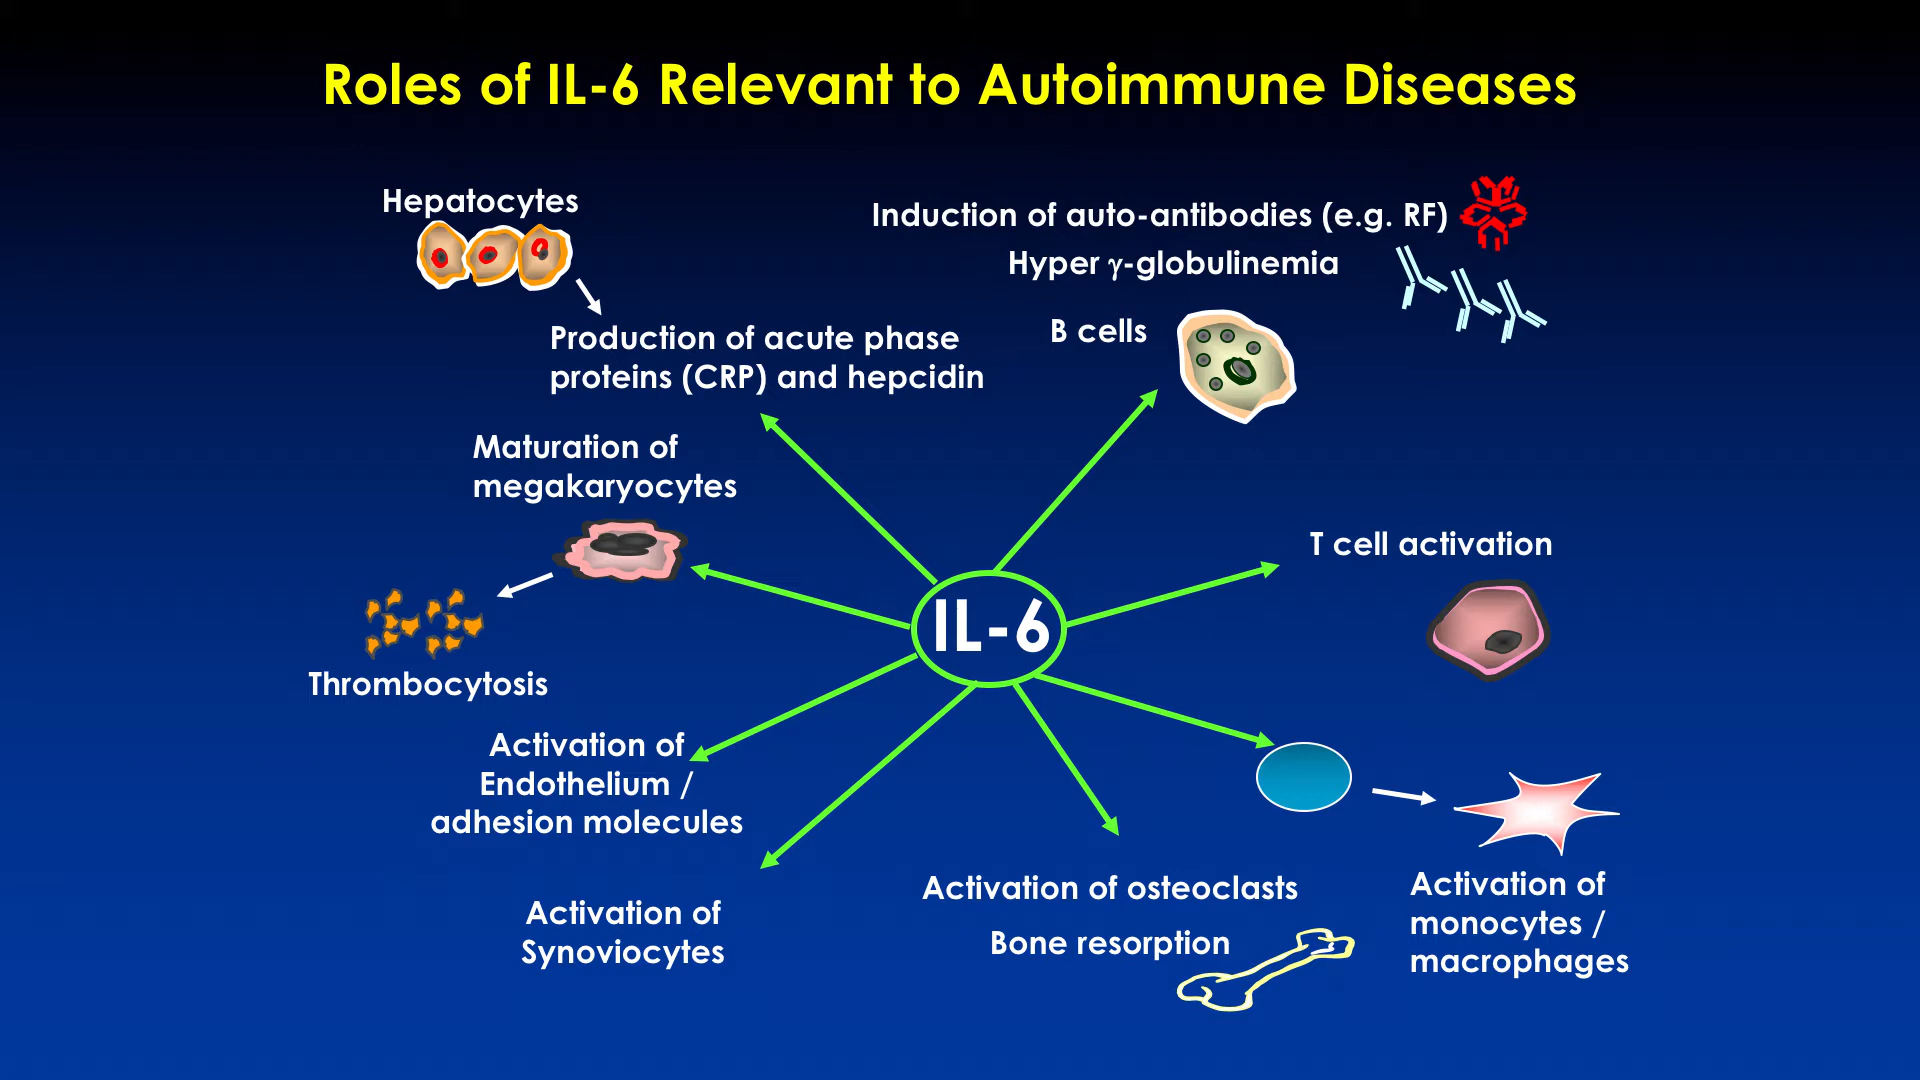 Roles of IL-6 Relevant to Autoimmune Diseases
Hepatocytes
Production of acute phase
proteins (CRP) and hepcidin
Induction of auto-antibodies (e.g. RF)
Hyper γ-globulinemia
B cells
Maturation of
megakaryocytes
Thrombocytosis
T cell activation
IL-6
Activation of
Endothelium /
adhesion molecules
Activation of
Synoviocytes
Activation of osteoclasts
Bone resorption
Activation of
monocytes /
macrophages